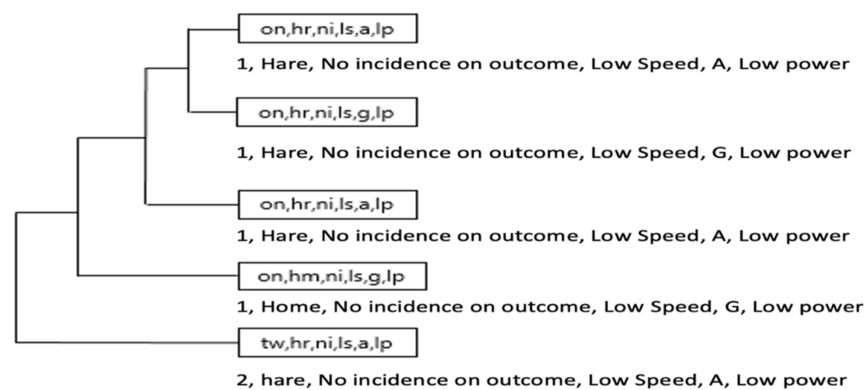 on,hr,ni,ls,a,lp
1, Hare, No incidence on outcome, Low Speed, A, Low power
on,hr,ni,ls,g,lp
1, Hare, No incidence on outcome, Low Speed, G, Low power
on,hr,ni,ls,a,lp
1, Hare, No incidence on outcome, Low Speed, A, Low power
on,hm,ni,ls,g,lp
1, Home, No incidence on outcome, Low Speed, G, Low power
tw,hr,ni,ls,a,lp
2, hare, No incidence on outcome, Low Speed, A, Low power